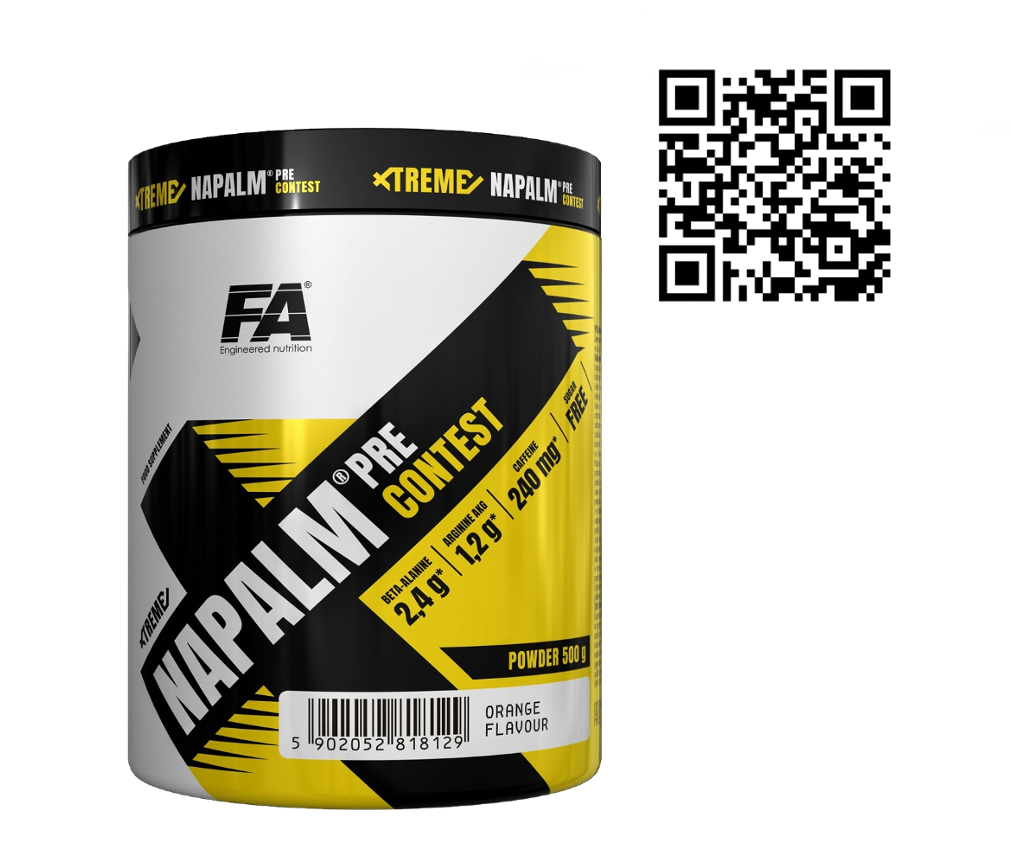 XTREME NAPALM® PRE CONTEST
XTREME NAPALM® PRE CONTEST
FA®
Engineered nutrition
FOOD SUPPLEMENT
XTREME
NAPALM® PRE
CONTEST
BETA-ALANINE
2,4 g*
ARGININE AKG
1,2 g*
CAFFEINE
240 mg*
SUGAR
FREE
POWDER 500 g
ORANGE
FLAVOUR
5 902052 818129